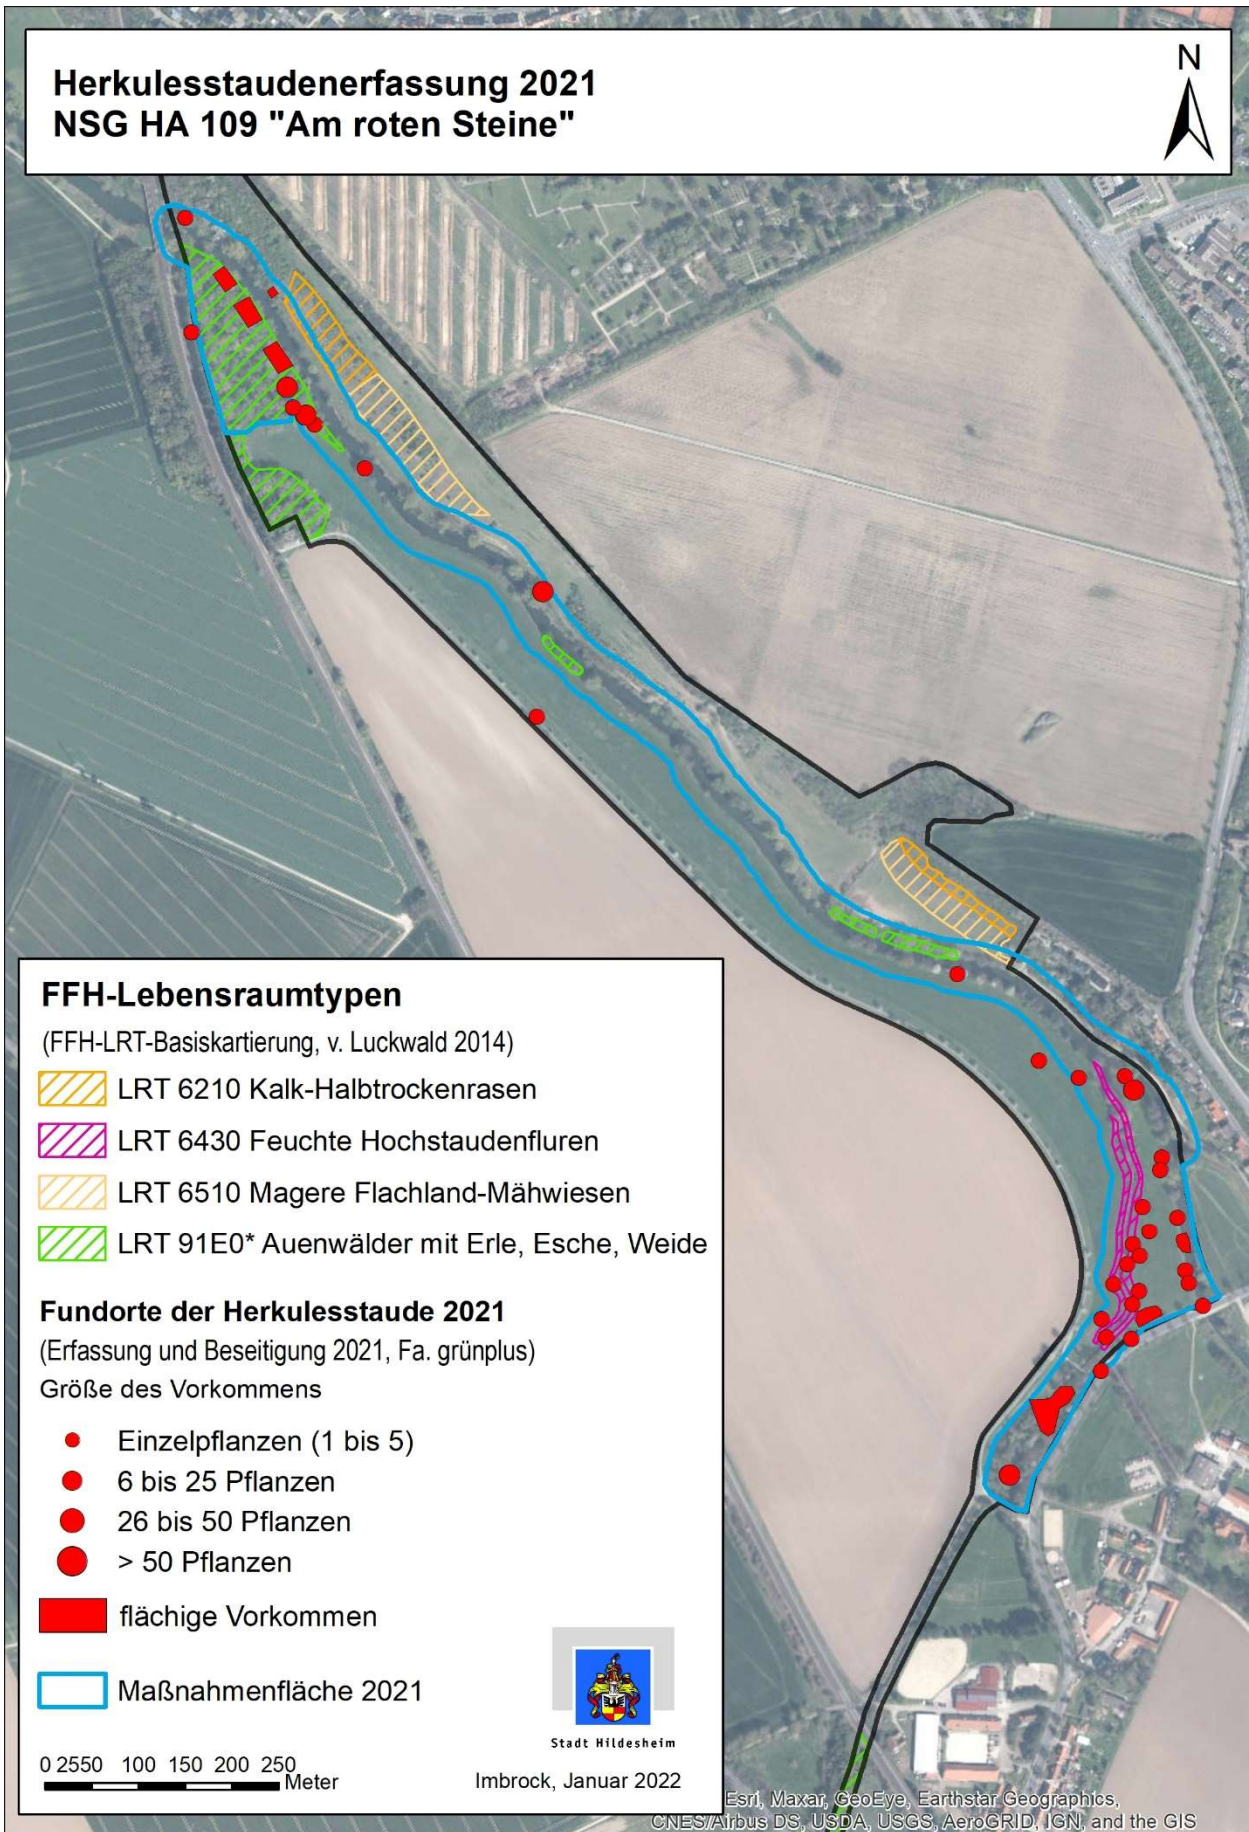 Herkulesstaudenerfassung 2021
NSG HA 109 "Am roten Steine"
N
FFH-Lebensraumtypen
(FFH-LRT-Basiskartierung, v. Luckwald 2014)
LRT 6210 Kalk-Halbtrockenrasen
LRT 6430 Feuchte Hochstaudenfluren
LRT 6510 Magere Flachland-Mähwiesen
LRT 91E0* Auenwälder mit Erle, Esche, Weide
Fundorte der Herkulesstaude 2021
(Erfassung und Beseitigung 2021, Fa. grünplus)
Größe des Vorkommens
Einzelpflanzen (1 bis 5)
6 bis 25 Pflanzen
26 bis 50 Pflanzen
> 50 Pflanzen
flächige Vorkommen
Maßnahmenfläche 2021
Stadt Hildesheim
0 2550 100 150 200 250 Meter
Imbrock, Januar 2022
Esri, Maxar, GeoEye, Earthstar Geographics,
CNES/Airbus DS, USDA, USGS, AeroGRID, IGN, and the GIS